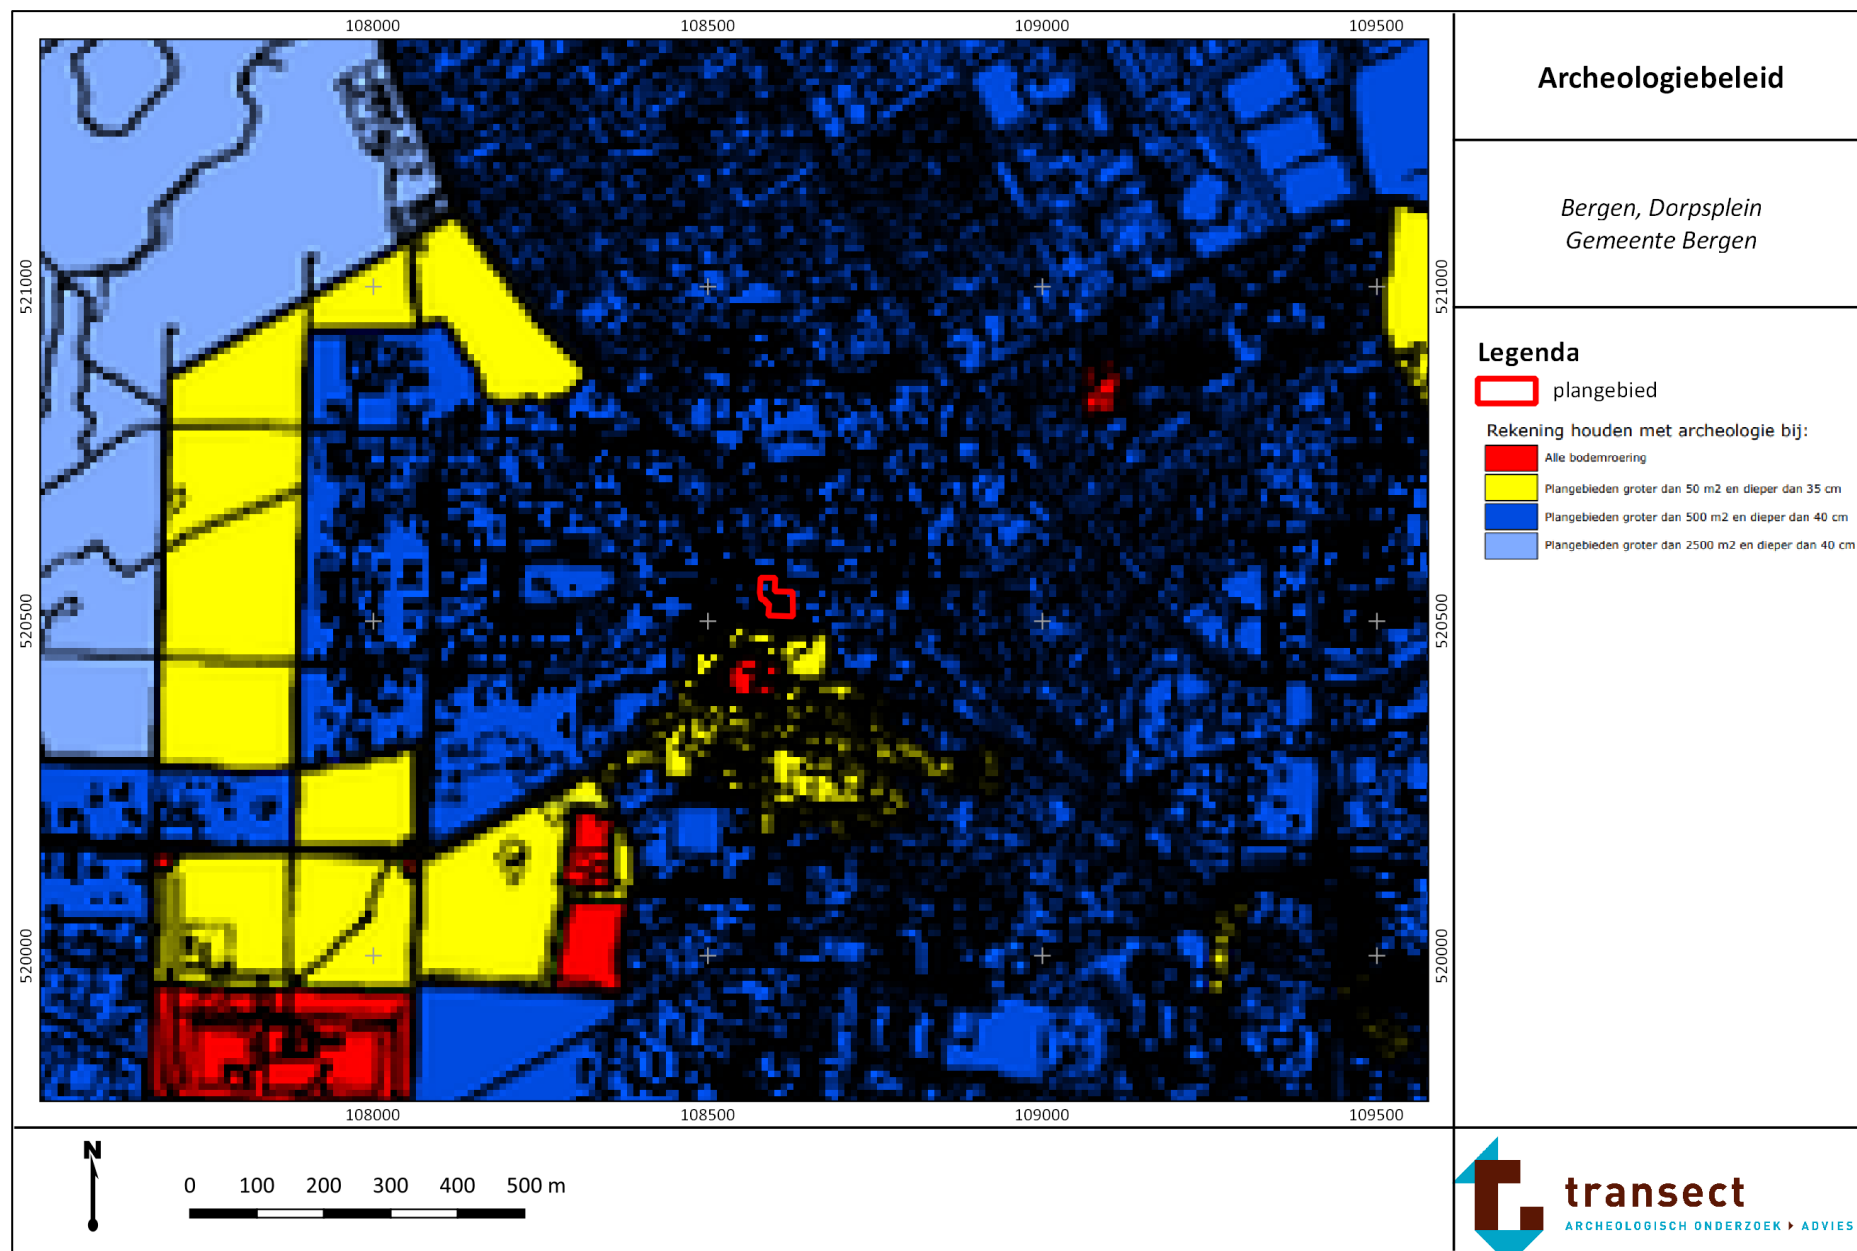 108000 108500 109000 109500
521000 521000
520500 520500
520000 520000
108000 108500 109000 109500
N
0 100 200 300 400 500 m
Archeologiebeleid
Bergen, Dorpsplein
Gemeente Bergen
Legenda
plangebied
Rekening houden met archeologie bij:
Alle bodemroering
Plangebieden groter dan 50 m2 en dieper dan 35 cm
Plangebieden groter dan 500 m2 en dieper dan 40 cm
Plangebieden groter dan 2500 m2 en dieper dan 40 cm
transect
ARCHEOLOGISCH ONDERZOEK ADVIES